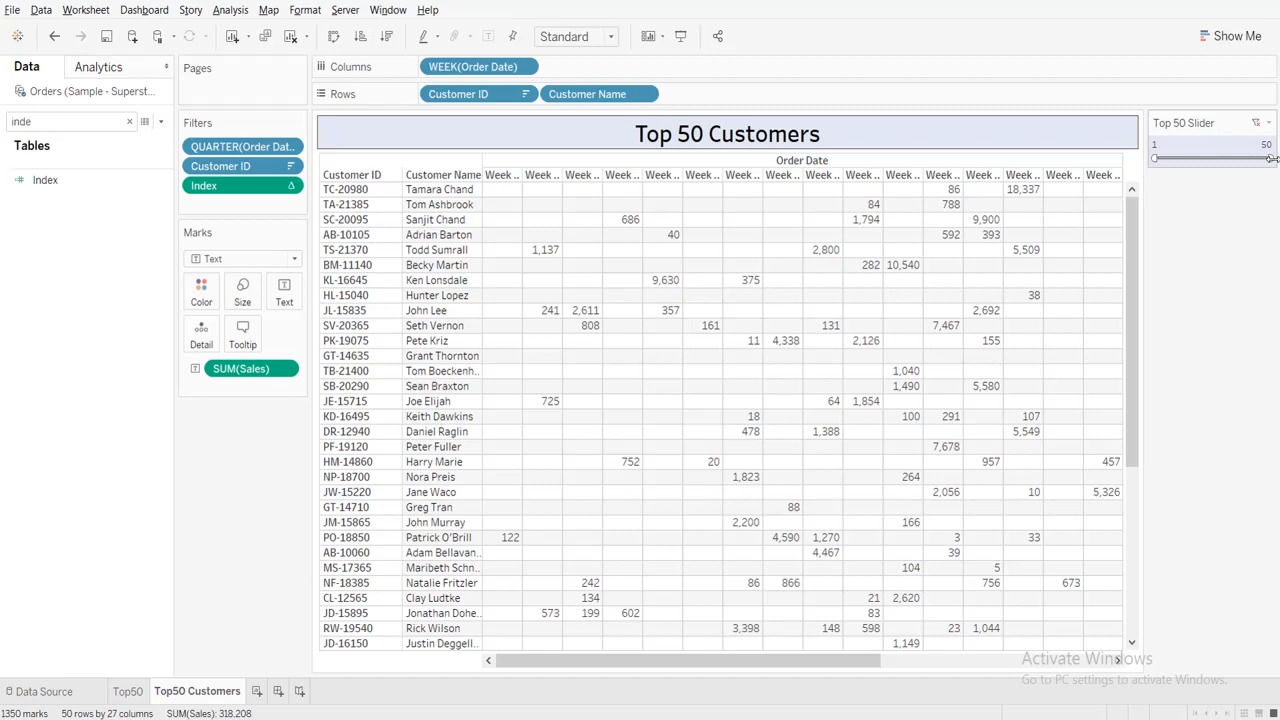 File Data Worksheet Dashboard Story Analysis Map Format Server Window Help
Standard Show Me
Data Analytics
Orders (Sample - Superst...
inde
Tables
Index
Pages
Filters
QUARTER(Order Dat..
Customer ID
Index
Marks
Text
Color Size Text
Detail Tooltip
SUM(Sales)
Columns WEEK(Order Date)
Rows Customer ID Customer Name
Top 50 Customers
Order Date
Customer ID Customer Name Week .. Week .. Week .. Week .. Week .. Week .. Week .. Week .. Week .. Week .. Week .. Week .. Week .. Week .. Week .. Week ..
TC-20980 Tamara Chand 86 18,337
TA-21385 Tom Ashbrook 84 788
SC-20095 Sanjit Chand 686 1,794 9,900
AB-10105 Adrian Barton 40 592 393
TS-21370 Todd Sumrall 1,137 2,800 5,509
BM-11140 Becky Martin 282 10,540
KL-16645 Ken Lonsdale 9,630 375
HL-15040 Hunter Lopez 38
JL-15835 John Lee 241 2,611 357 2,692
SV-20365 Seth Vernon 808 161 131 7,467
PK-19075 Pete Kriz 11 4,338 2,126 155
GT-14635 Grant Thornton
TB-21400 Tom Boeckenh.. 1,040
SB-20290 Sean Braxton 1,490 5,580
JE-15715 Joe Elijah 725 64 1,854
KD-16495 Keith Dawkins 18 100 291 107
DR-12940 Daniel Raglin 478 1,388 5,549
PF-19120 Peter Fuller 7,678
HM-14860 Harry Marie 752 20 957 457
NP-18700 Nora Preis 1,823 264
JW-15220 Jane Waco 2,056 10 5,326
GT-14710 Greg Tran 88
JM-15865 John Murray 2,200 166
PO-18850 Patrick O'Brill 122 4,590 1,270 3 33
AB-10060 Adam Bellavan.. 4,467 39
MS-17365 Maribeth Schn.. 104 5
NF-18385 Natalie Fritzler 242 86 866 756 673
CL-12565 Clay Ludtke 134 21 2,620
JD-15895 Jonathan Dohe.. 573 199 602 83
RW-19540 Rick Wilson 3,398 148 598 23 1,044
JD-16150 Justin Deggell.. 1,149
Top 50 Slider
1 50
Activate Windows
Go to PC settings to activate Windows.
Data Source Top50 Top50 Customers
1350 marks 50 rows by 27 columns SUM(Sales): 318,208